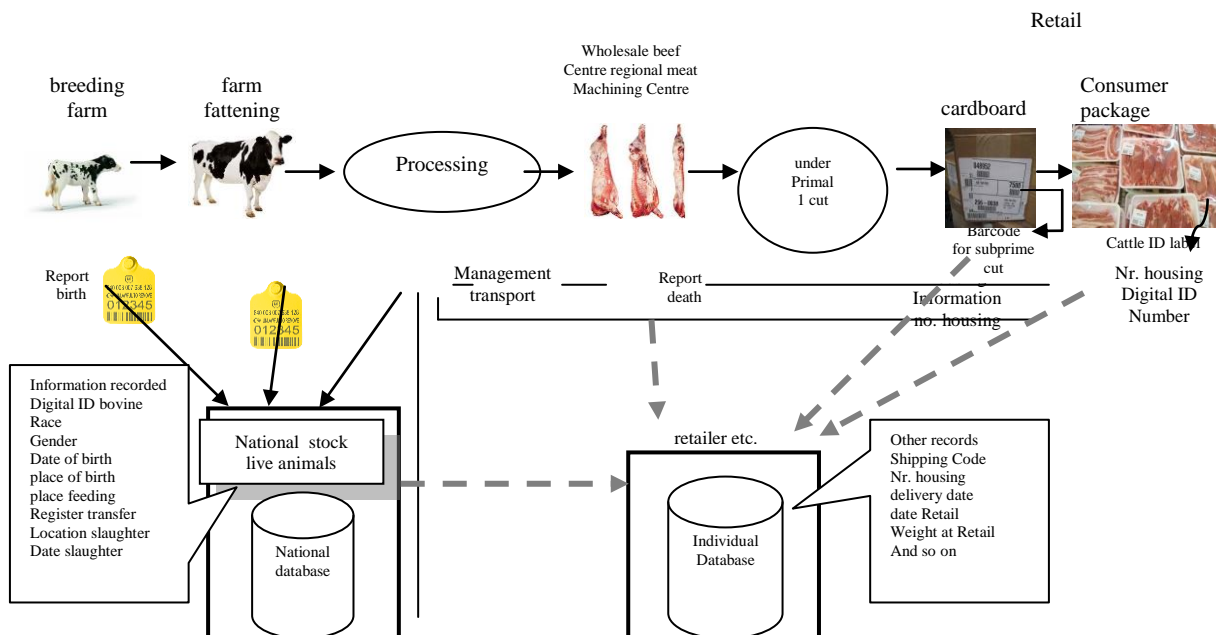 Retail
Wholesale beef
Centre regional meat
Machining Centre
breeding
farm
farm
fattening
cardboard
Consumer
package
Processing
under
Primal
1 cut
Barcode
for subprime
cut
Cattle ID label
Nr. housing
Digital ID
Number
Report
birth
012345
012345
Management
transport
Report
death
Information
no. housing
Information recorded
Digital ID bovine
Race
Gender
Date of birth
place of birth
place feeding
Register transfer
Location slaughter
Date slaughter
National stock
live animals
National
database
retailer etc.
Individual
Database
Other records
Shipping Code
Nr. housing
delivery date
date Retail
Weight at Retail
And so on